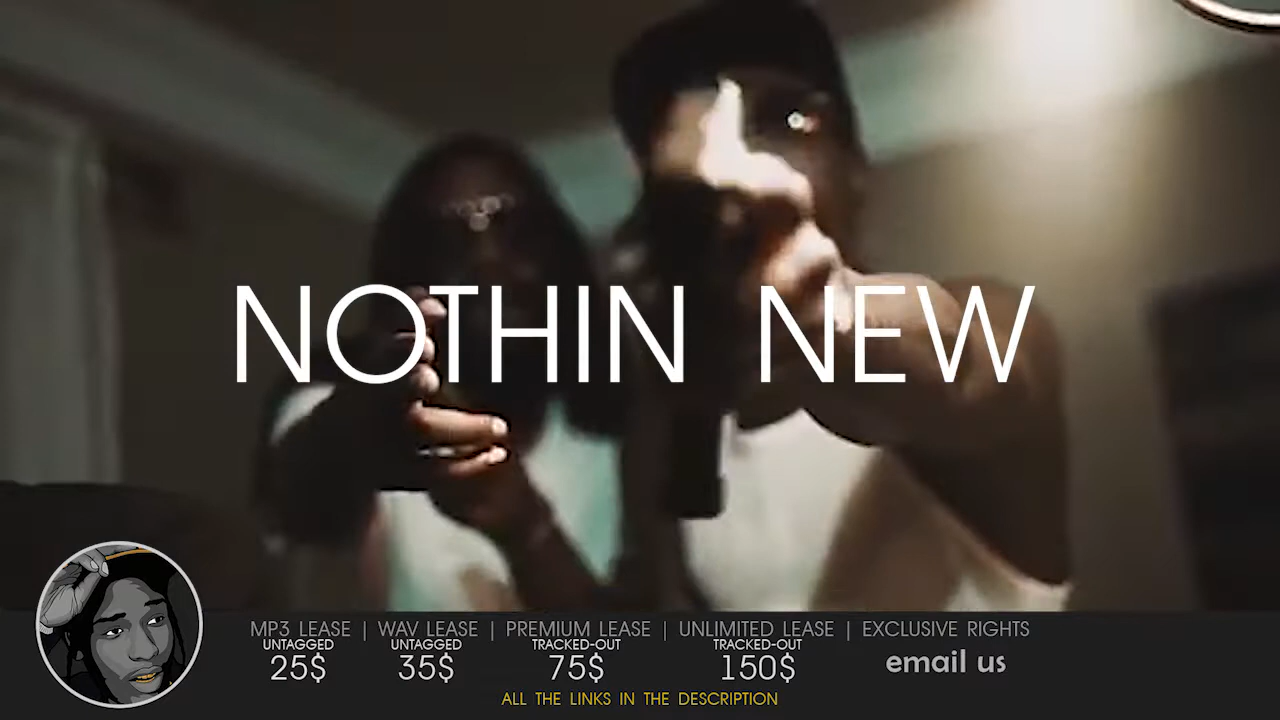 NOTHIN NEW
MP3 LEASE | WAV LEASE | PREMIUM LEASE | UNLIMITED LEASE | EXCLUSIVE RIGHTS
UNTAGGED UNTAGGED TRACKED-OUT TRACKED-OUT
25$ 35$ 75$ 150$ email us
ALL THE LINKS IN THE DESCRIPTION